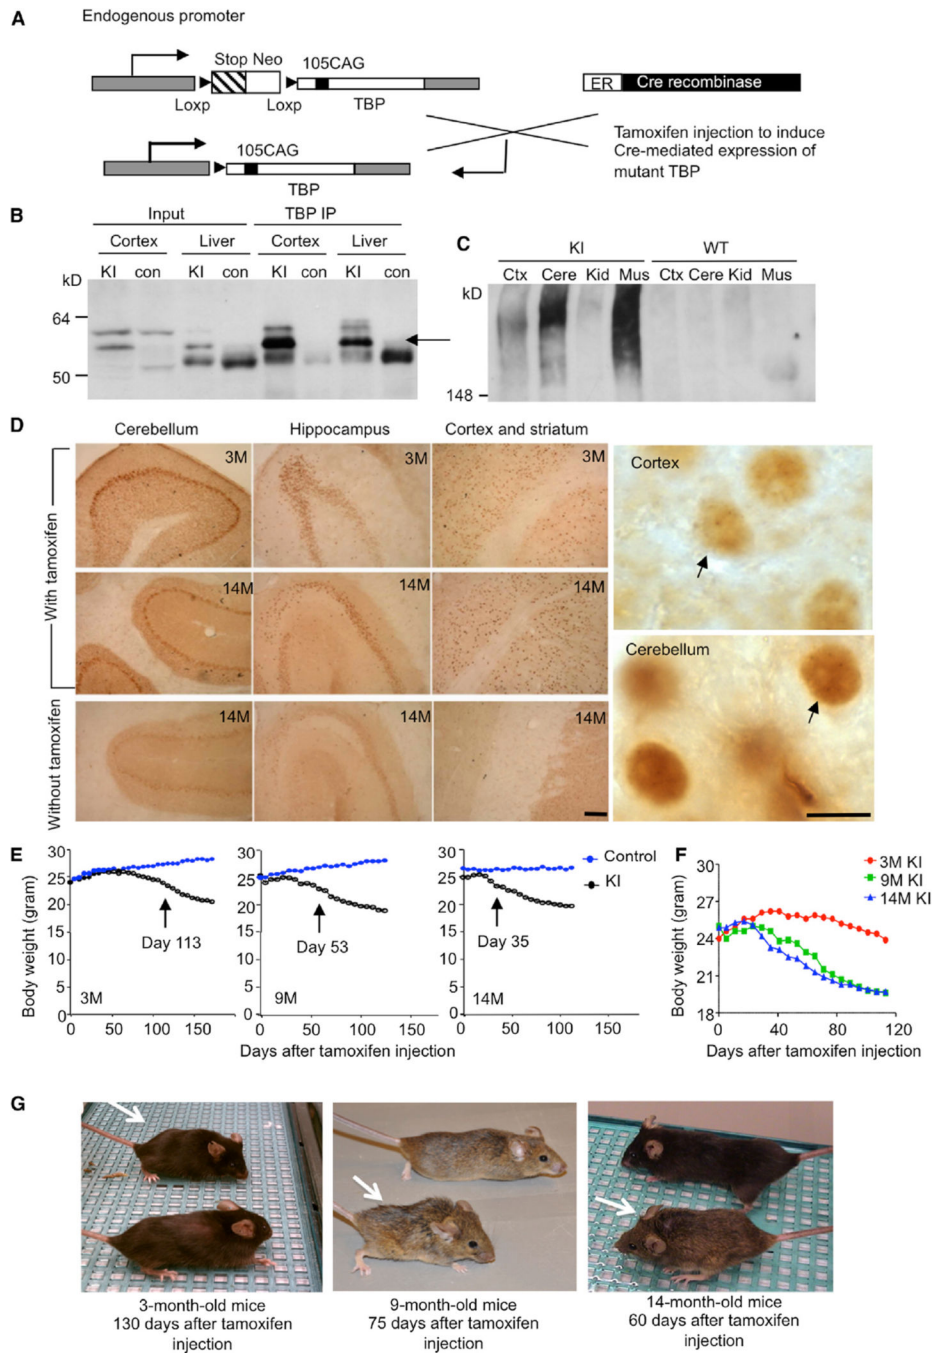 A
Endogenous promoter
Stop Neo
105CAG
Loxp
Loxp
TBP
ER
Cre recombinase
105CAG
TBP
Tamoxifen injection to induce
Cre-mediated expression of
mutant TBP
B
Input
TBP IP
Cortex
Liver
Cortex
Liver
kD
KI
con
KI
con
KI
con
KI
con
64
50
C
KI
WT
Ctx
Cere
Kid
Mus
Ctx
Cere
Kid
Mus
kD
148
D
Cerebellum
Hippocampus
Cortex and striatum
With tamoxifen
3M
3M
3M
14M
14M
14M
Without tamoxifen
14M
14M
14M
Cortex
Cerebellum
E
Body weight (gram)
30
25
20
15
10
5
0
Day 113
3M
0
50
100
150
30
25
20
15
10
5
0
Day 53
9M
0
50
100
150
30
25
20
15
10
5
0
Day 35
14M
0
50
100
150
Control
KI
Days after tamoxifen injection
F
3M KI
9M KI
14M KI
Body weight (gram)
30
27
24
21
18
0
40
80
120
Days after tamoxifen injection
G
3-month-old mice
130 days after tamoxifen
injection
9-month-old mice
75 days after tamoxifen
injection
14-month-old mice
60 days after tamoxifen
injection